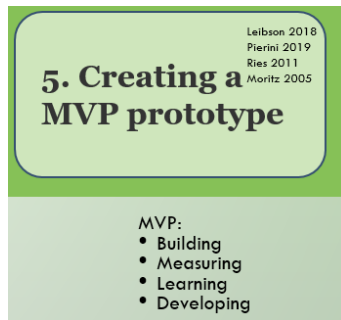 Leibson 2018
Pierini 2019
Ries 2011
Moritz 2005
5. Creating a
MVP prototype
MVP:
• Building
• Measuring
• Learning
• Developing